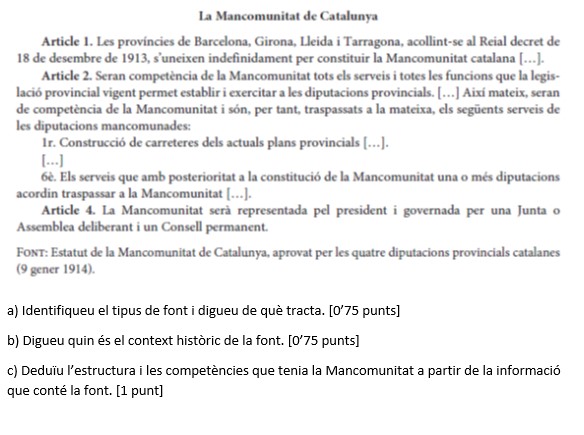 La Mancomunitat de Catalunya
Article 1. Les províncies de Barcelona, Girona, Lleida i Tarragona, acollint-se al Reial decret de
18 de desembre de 1913, s'uneixen indefinidament per constituir la Mancomunitat catalana [...].
Article 2. Seran competència de la Mancomunitat tots els serveis i totes les funcions que la legis-
lació provincial vigent permet establir i exercitar a les diputacions provincials. [...] Així mateix, seran
de competència de la Mancomunitat i són, per tant, traspassats a la mateixa, els següents serveis de
les diputacions mancomunades:
1r. Construcció de carreteres dels actuals plans provincials [...].
[...]
6è. Els serveis que amb posterioritat a la constitució de la Mancomunitat una o més diputacions
acordin traspassar a la Mancomunitat [...].
Article 4. La Mancomunitat serà representada pel president i governada per una Junta o
Assemblea deliberant i un Consell permanent.
FONT: Estatut de la Mancomunitat de Catalunya, aprovat per les quatre diputacions provincials catalanes
(9 gener 1914).
a) Identifiqueu el tipus de font i digueu de què tracta. [0'75 punts]
b) Digueu quin és el context històric de la font. [0'75 punts]
c) Deduïu l'estructura i les competències que tenia la Mancomunitat a partir de la informació
que conté la font. [1 punt]